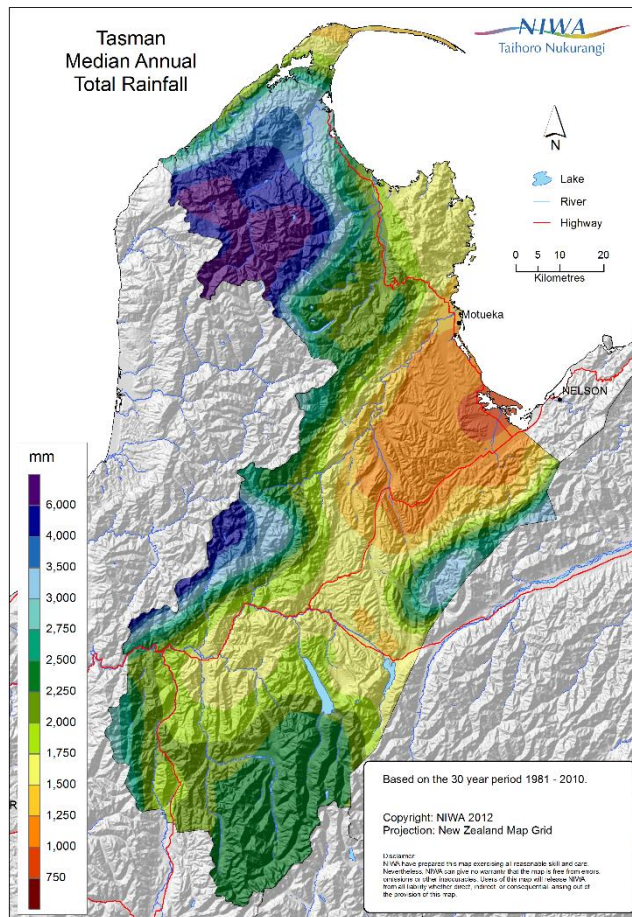 Tasman
Median Annual
Total Rainfall
NIWA
Taihoro Nukurangi
N
Lake
River
Highway
0 5 10 20
Kilometres
Motueka
NELSON
mm
6,000
4,000
3,500
3,000
2,750
2,500
2,250
2,000
1,750
1,500
1,250
1,000
750
R
Based on the 30 year period 1981 - 2010.
Copyright: NIWA 2012
Projection: New Zealand Map Grid
Disclaimer
NIWA have prepared this map exercising all reasonable skill and care.
Nevertheless, NIWA can give no warranty that the map is free from errors,
omissions or other inaccuracies. Users of this map will release NIWA
from all liability whether direct, indirect, or consequential, arising out of
the provision of this map.